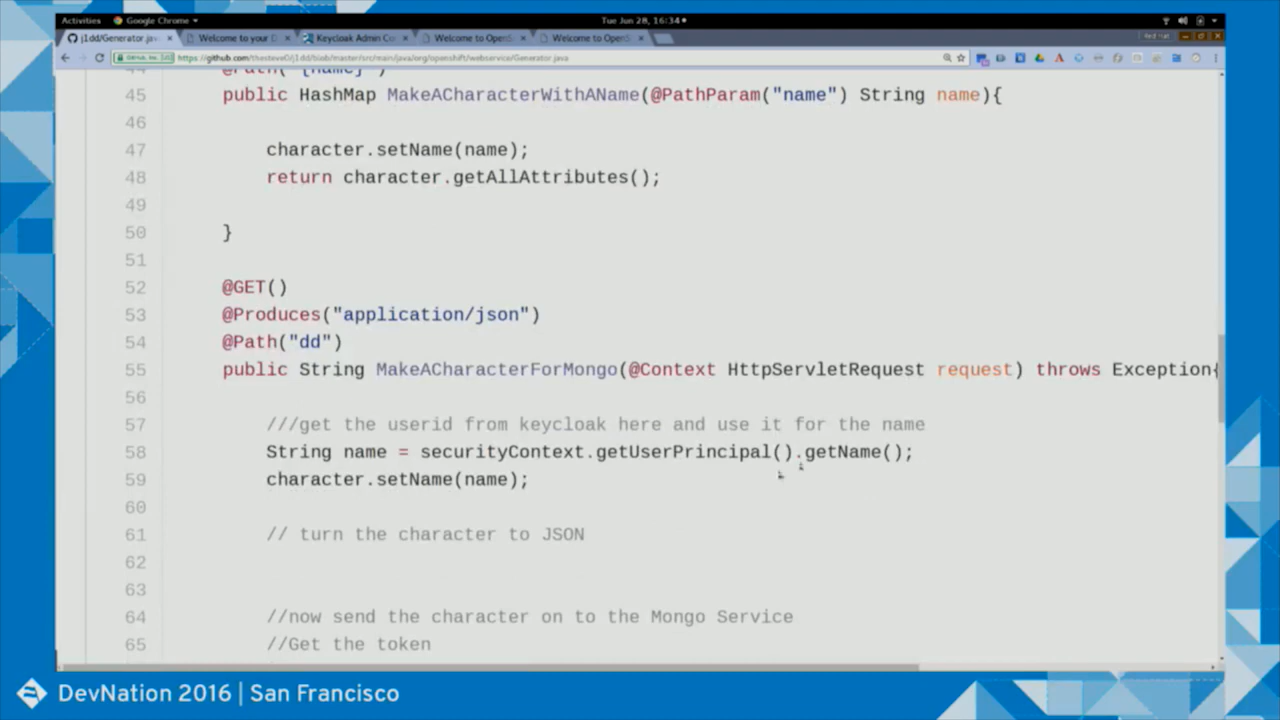 Activities
Google Chrome
Tue Jun 28, 16:34
j1dd/Generator.jav
Welcome to your D
Keycloak Admin Co
Welcome to OpenS
Welcome to OpenS
https://github.com/thesteve0/j1dd/blob/master/src/main/java/org/openshift/webservice/Generator.java
45 public HashMap MakeACharacterWithAName(@PathParam("name") String name){
46
47 character.setName(name);
48 return character.getAllAttributes();
49
50 }
51
52 @GET()
53 @Produces("application/json")
54 @Path("dd")
55 public String MakeACharacterForMongo(@Context HttpServletRequest request) throws Exception{
56
57 ///get the userid from keycloak here and use it for the name
58 String name = securityContext.getUserPrincipal().getName();
59 character.setName(name);
60
61 // turn the character to JSON
62
63
64 //now send the character on to the Mongo Service
65 //Get the token
DevNation 2016 | San Francisco